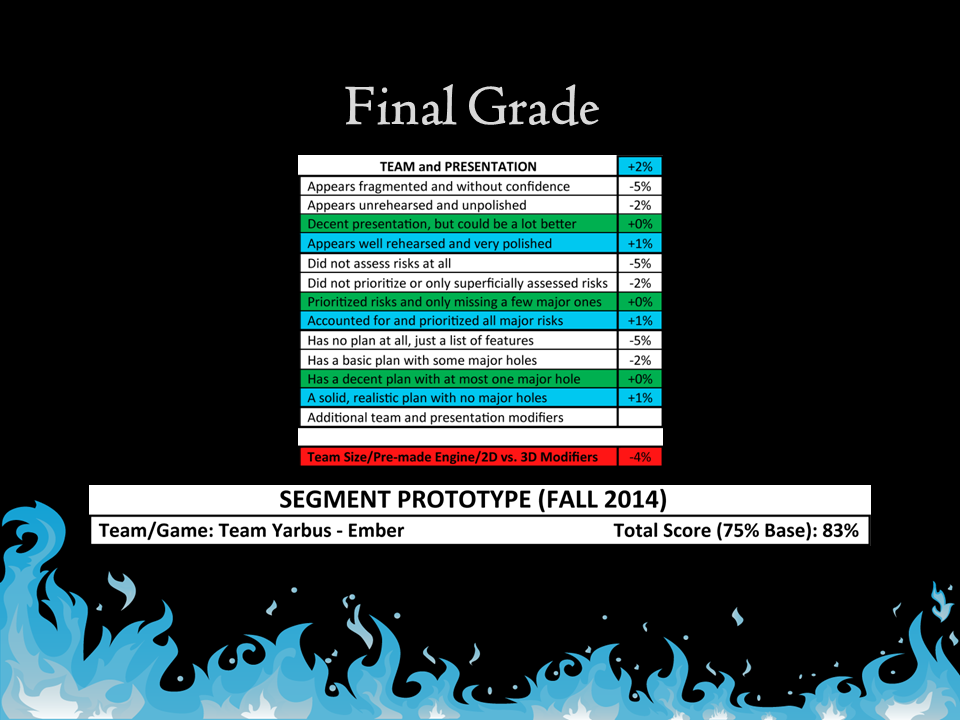 Final Grade
TEAM and PRESENTATION +2%
Appears fragmented and without confidence -5%
Appears unrehearsed and unpolished -2%
Decent presentation, but could be a lot better +0%
Appears well rehearsed and very polished +1%
Did not assess risks at all -5%
Did not prioritize or only superficially assessed risks -2%
Prioritized risks and only missing a few major ones +0%
Accounted for and prioritized all major risks +1%
Has no plan at all, just a list of features -5%
Has a basic plan with some major holes -2%
Has a decent plan with at most one major hole +0%
A solid, realistic plan with no major holes +1%
Additional team and presentation modifiers
Team Size/Pre-made Engine/2D vs. 3D Modifiers -4%
SEGMENT PROTOTYPE (FALL 2014)
Team/Game: Team Yarbus - Ember Total Score (75% Base): 83%